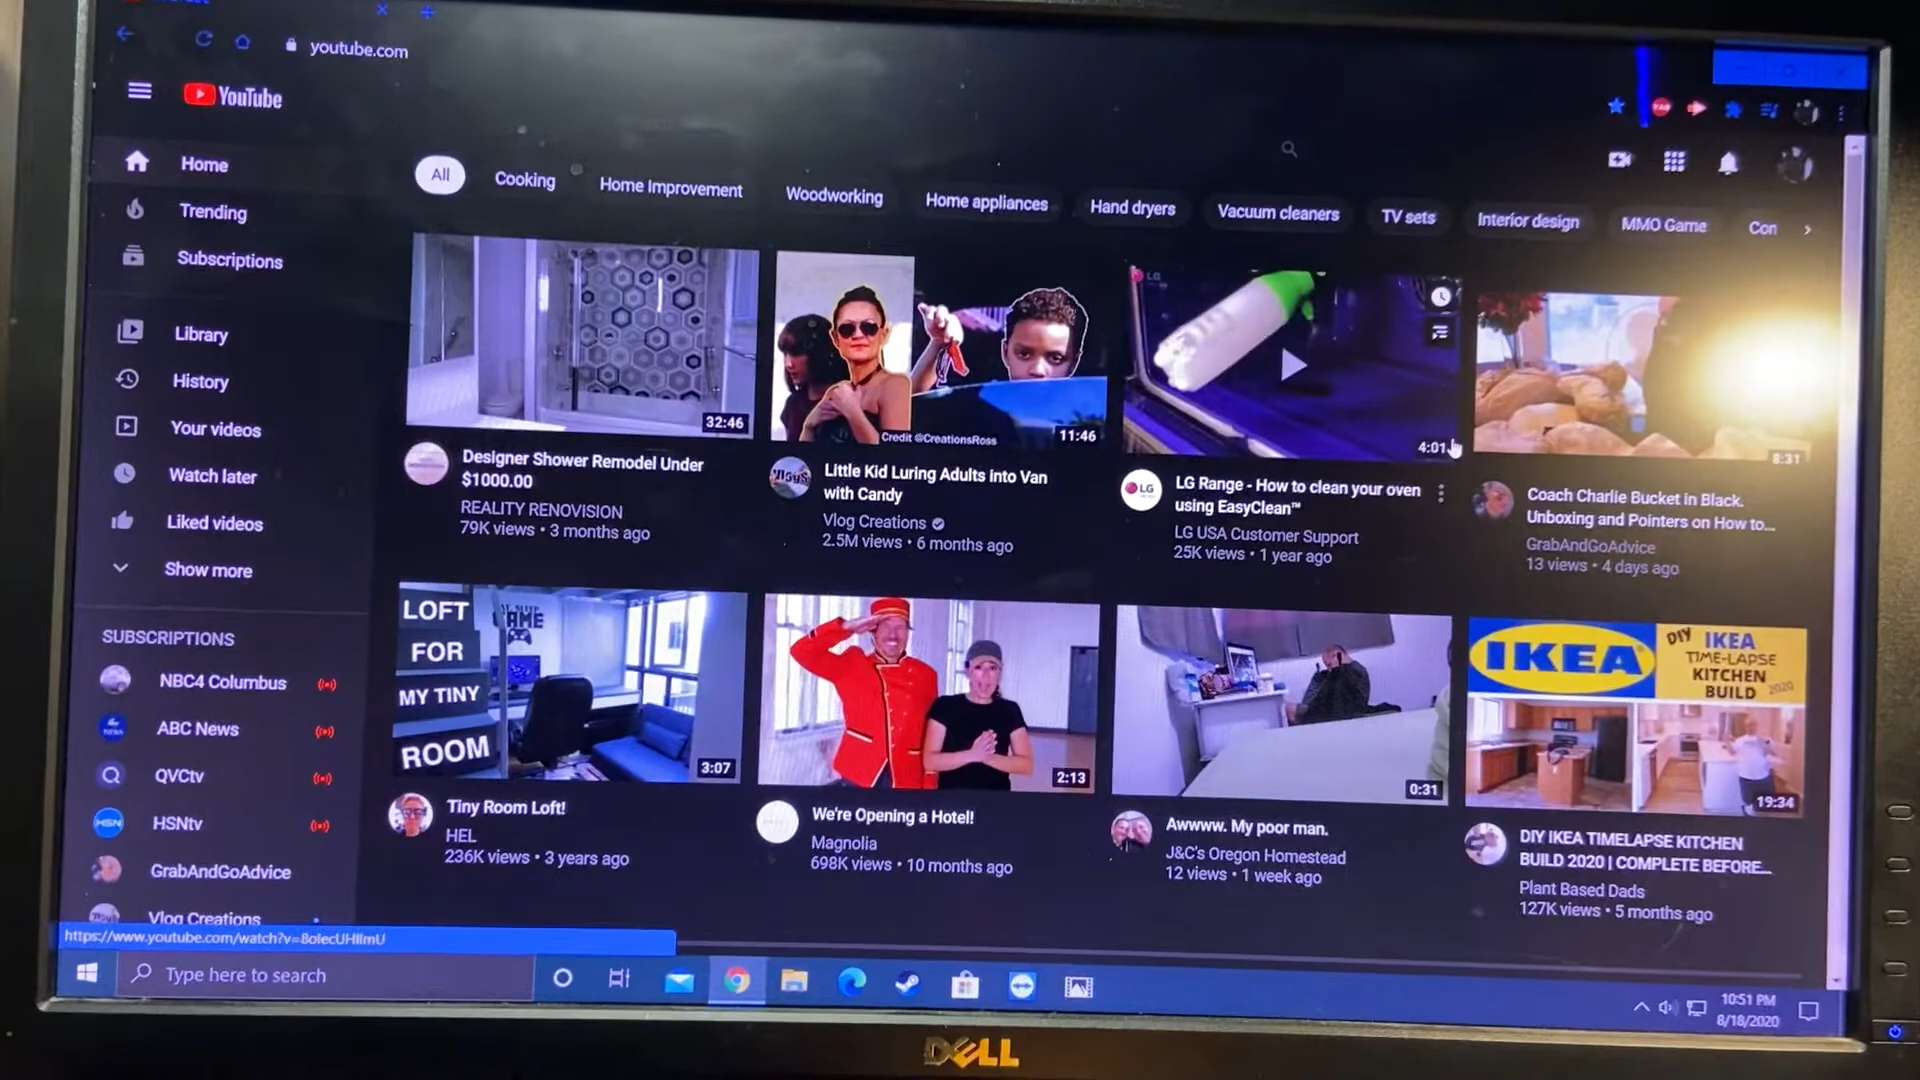 youtube.com
YouTube
Home
Trending
Subscriptions
Library
History
Your videos
Watch later
Liked videos
Show more
SUBSCRIPTIONS
NBC4 Columbus
ABC News
QVCtv
HSN
HSNtv
GrabAndGoAdvice
Vlog Creations
All
Cooking
Home Improvement
Woodworking
Home appliances
Hand dryers
Vacuum cleaners
TV sets
Interior design
MMO Game
Con
32:46
Designer Shower Remodel Under
$1000.00
REALITY RENOVISION
79K views • 3 months ago
Credit @CreationsRoss
11:46
Little Kid Luring Adults into Van
with Candy
Vlog Creations
2.5M views • 6 months ago
LG
4:01
LG
LG Range - How to clean your oven
using EasyClean™
LG USA Customer Support
25K views • 1 year ago
8:31
Coach Charlie Bucket in Black.
Unboxing and Pointers on How to...
GrabAndGoAdvice
13 views • 4 days ago
LOFT
FOR
MY TINY
ROOM
GAME
3:07
Tiny Room Loft!
HEL
236K views • 3 years ago
2:13
We're Opening a Hotel!
Magnolia
698K views • 10 months ago
0:31
Awwww. My poor man.
J&C's Oregon Homestead
12 views • 1 week ago
IKEA
DIY IKEA
TIME-LAPSE
KITCHEN
BUILD 2020
19:34
DIY IKEA TIMELAPSE KITCHEN
BUILD 2020 | COMPLETE BEFORE...
Plant Based Dads
127K views • 5 months ago
Type here to search
10:51 PM
8/18/2020
DELL